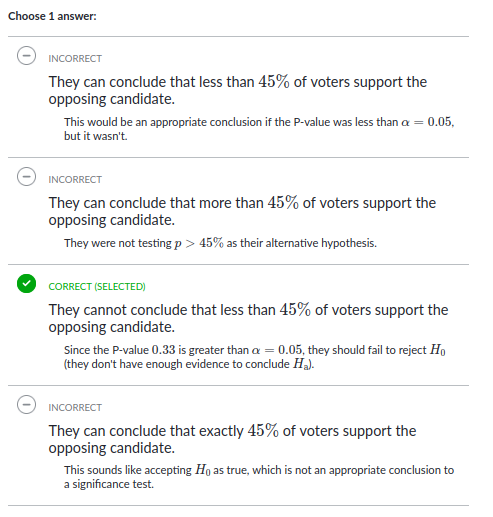 Choose 1 answer:
INCORRECT
They can conclude that less than 45% of voters support the
opposing candidate.
This would be an appropriate conclusion if the P-value was less than α = 0.05,
but it wasn't.
INCORRECT
They can conclude that more than 45% of voters support the
opposing candidate.
They were not testing p > 45% as their alternative hypothesis.
CORRECT (SELECTED)
They cannot conclude that less than 45% of voters support the
opposing candidate.
Since the P-value 0.33 is greater than α = 0.05, they should fail to reject H₀
(they don't have enough evidence to conclude Hₐ).
INCORRECT
They can conclude that exactly 45% of voters support the
opposing candidate.
This sounds like accepting H₀ as true, which is not an appropriate conclusion to
a significance test.